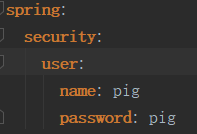 spring:
  security:
    user:
      name: pig
      password: pig